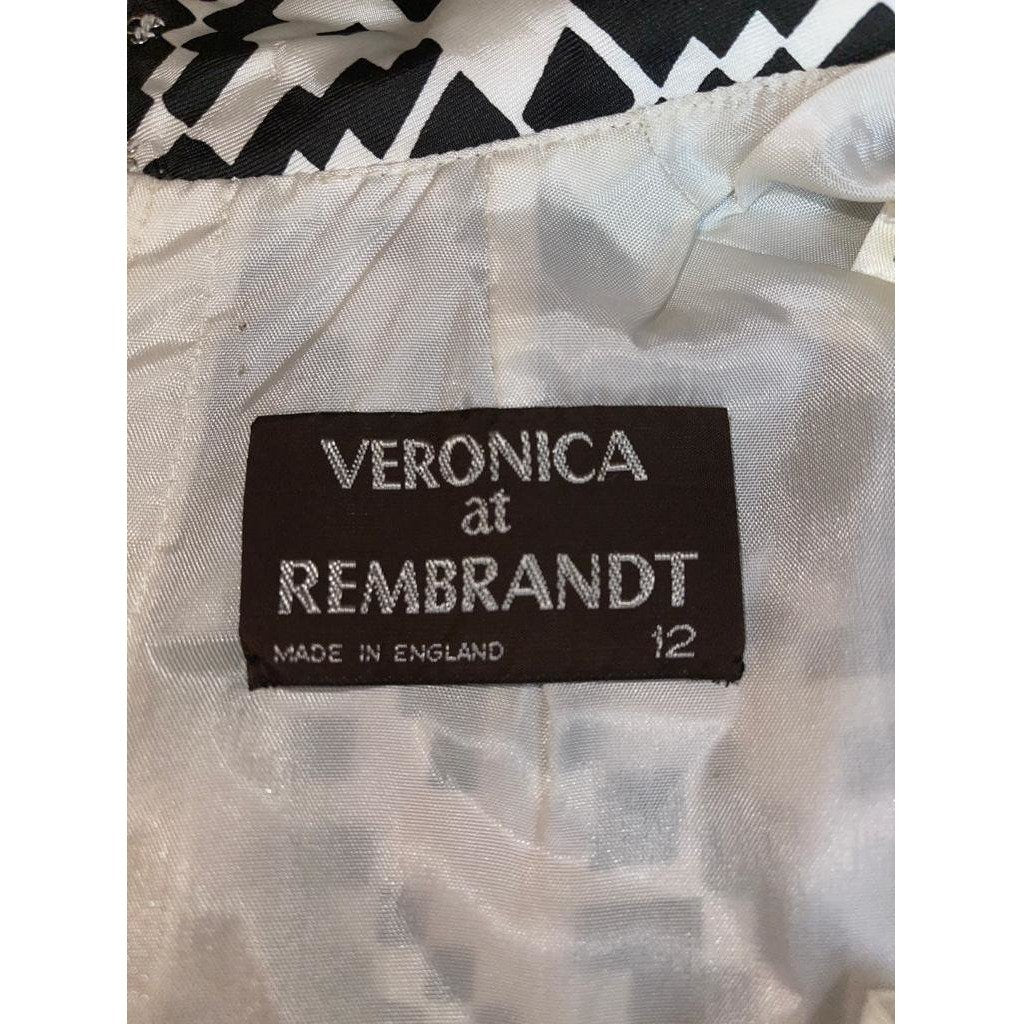 VERONICA
at
REMBRANDT
MADE IN ENGLAND 12